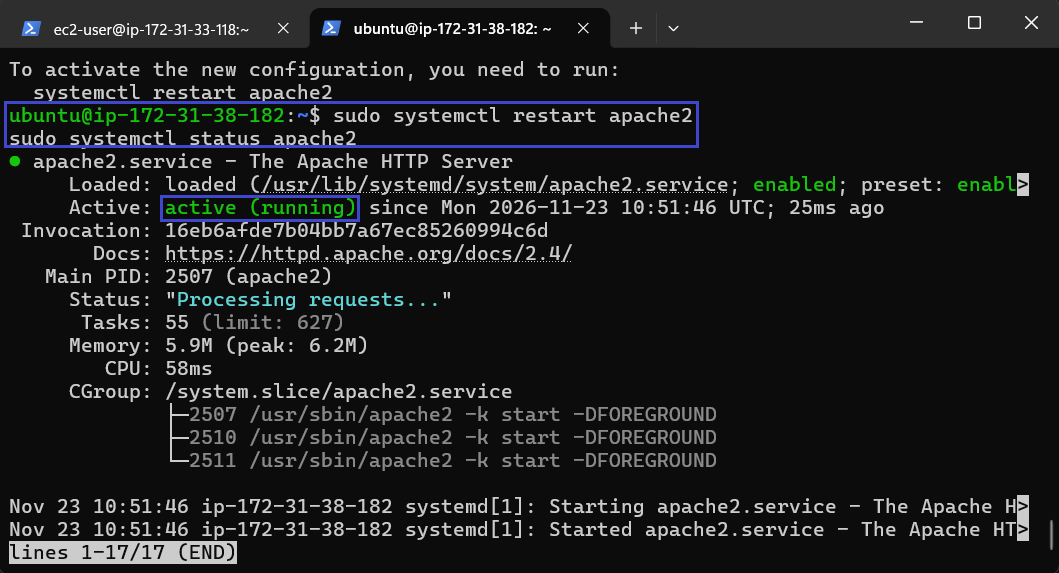 ec2-user@ip-172-31-33-118:~
ubuntu@ip-172-31-38-182: ~
To activate the new configuration, you need to run:
  systemctl restart apache2
ubuntu@ip-172-31-38-182:~$ sudo systemctl restart apache2
sudo systemctl status apache2
● apache2.service - The Apache HTTP Server
     Loaded: loaded (/usr/lib/systemd/system/apache2.service; enabled; preset: enabl>
     Active: active (running) since Mon 2026-11-23 10:51:46 UTC; 25ms ago
 Invocation: 16eb6afde7b04bb7a67ec85260994c6d
       Docs: https://httpd.apache.org/docs/2.4/
   Main PID: 2507 (apache2)
     Status: "Processing requests..."
      Tasks: 55 (limit: 627)
     Memory: 5.9M (peak: 6.2M)
        CPU: 58ms
     CGroup: /system.slice/apache2.service
             ├─2507 /usr/sbin/apache2 -k start -DFOREGROUND
             ├─2510 /usr/sbin/apache2 -k start -DFOREGROUND
             └─2511 /usr/sbin/apache2 -k start -DFOREGROUND
Nov 23 10:51:46 ip-172-31-38-182 systemd[1]: Starting apache2.service - The Apache H>
Nov 23 10:51:46 ip-172-31-38-182 systemd[1]: Started apache2.service - The Apache HT>
lines 1-17/17 (END)